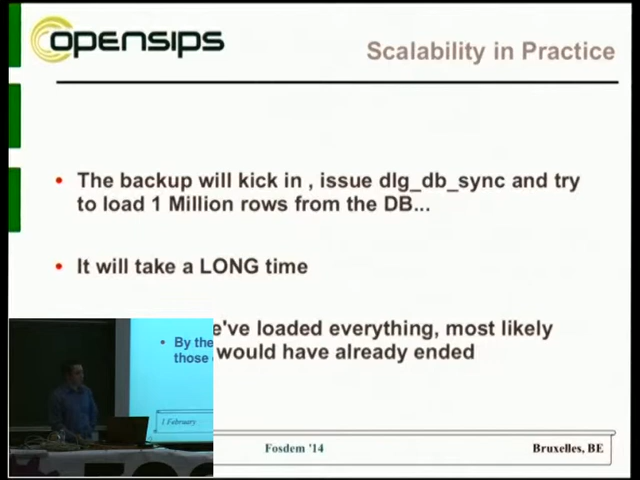 opensips
Scalability in Practice
• The backup will kick in , issue dlg_db_sync and try
to load 1 Million rows from the DB...
• It will take a LONG time
e've loaded everything, most likely
would have already ended
• By the
those
1 February
Fosdem '14
Bruxelles, BE